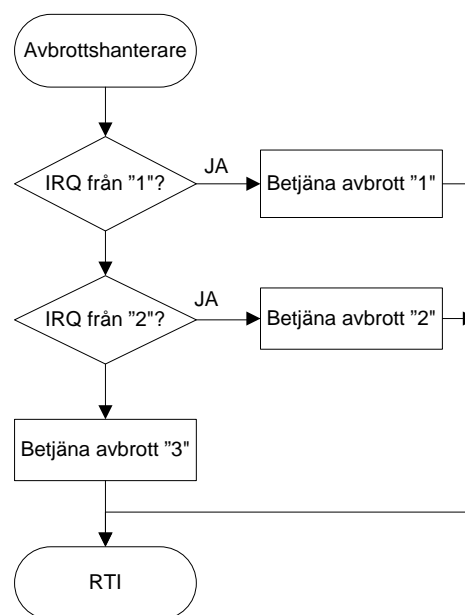 Avbrottshanterare
IRQ från ”1"?
JA
Betjäna avbrott ”1"
IRQ från ”2"?
JA
Betjäna avbrott ”2"
Betjäna avbrott ”3"
RTI